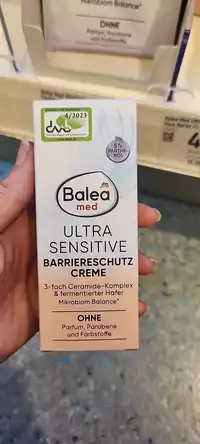 Mikrobiom Balance*
OHNE
Parfum, Parabene
und Farbstoffe
4/2023
5% PANTHE-
NOL
Balea
med
ULTRA
SENSITIVE
BARRIERESCHUTZ
CREME
3-fach Ceramide-Komplex
& fermentierter Hafer
Mikrobiom Balance*
OHNE
Parfum, Parabene
und Farbstoffe